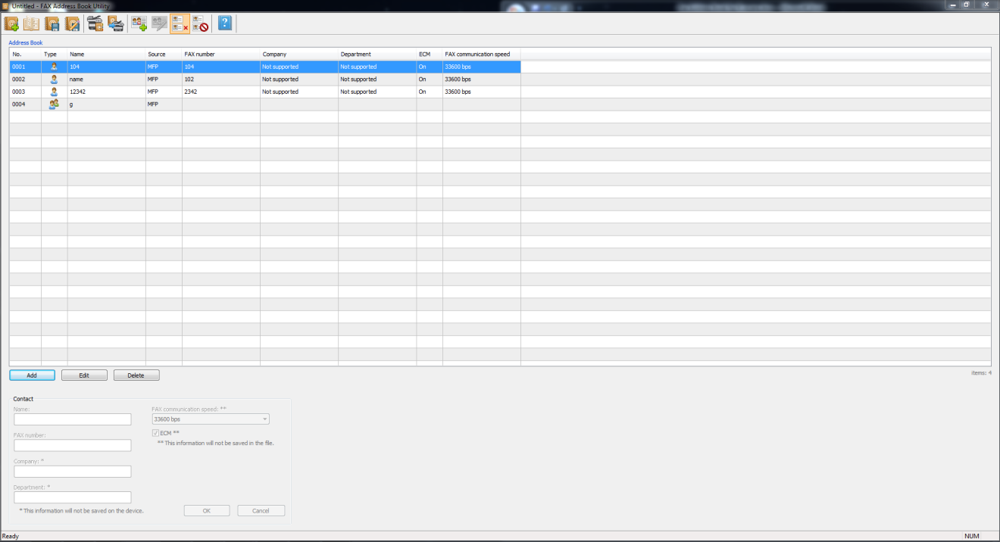 Untitled - FAX Address Book Utility
Address Book
No. Type Name Source FAX number Company Department ECM FAX communication speed
0001 104 MFP 104 Not supported Not supported On 33600 bps
0002 name MFP 102 Not supported Not supported On 33600 bps
0003 12342 MFP 2342 Not supported Not supported On 33600 bps
0004 g MFP
Add Edit Delete items: 4
Contact
Name: FAX communication speed: **
33600 bps
ECM **
FAX number:
** This information will not be saved in the file.
Company: *
Department: *
* This information will not be saved on the device. OK Cancel
Ready NUM